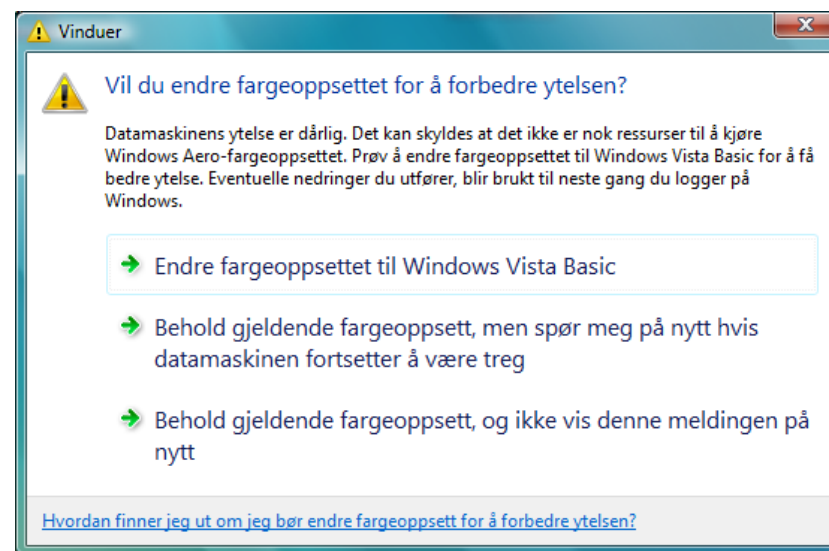 Vinduer
Vil du endre fargeoppsettet for å forbedre ytelsen?
Datamaskinens ytelse er dårlig. Det kan skyldes at det ikke er nok ressurser til å kjøre
Windows Aero-fargeoppsettet. Prøv å endre fargeoppsettet til Windows Vista Basic for å få
bedre ytelse. Eventuelle nedringer du utfører, blir brukt til neste gang du logger på
Windows.
Endre fargeoppsettet til Windows Vista Basic
Behold gjeldende fargeoppsett, men spør meg på nytt hvis
datamaskinen fortsetter å være treg
Behold gjeldende fargeoppsett, og ikke vis denne meldingen på
nytt
Hvordan finner jeg ut om jeg bør endre fargeoppsett for å forbedre ytelsen?